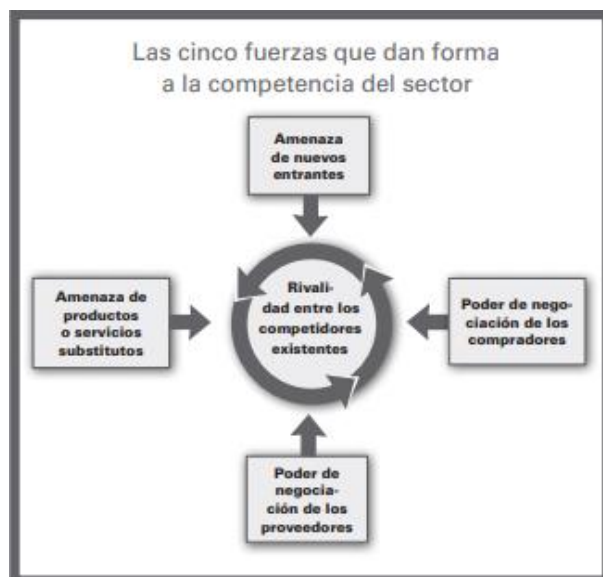 Las cinco fuerzas que dan forma
a la competencia del sector
Amenaza
de nuevos
entrantes
Amenaza de
productos
o servicios
substitutos
Rivali-
dad entre los
competidores
existentes
Poder de nego-
ciación de los
compradores
Poder de
negocia-
ción de los
proveedores